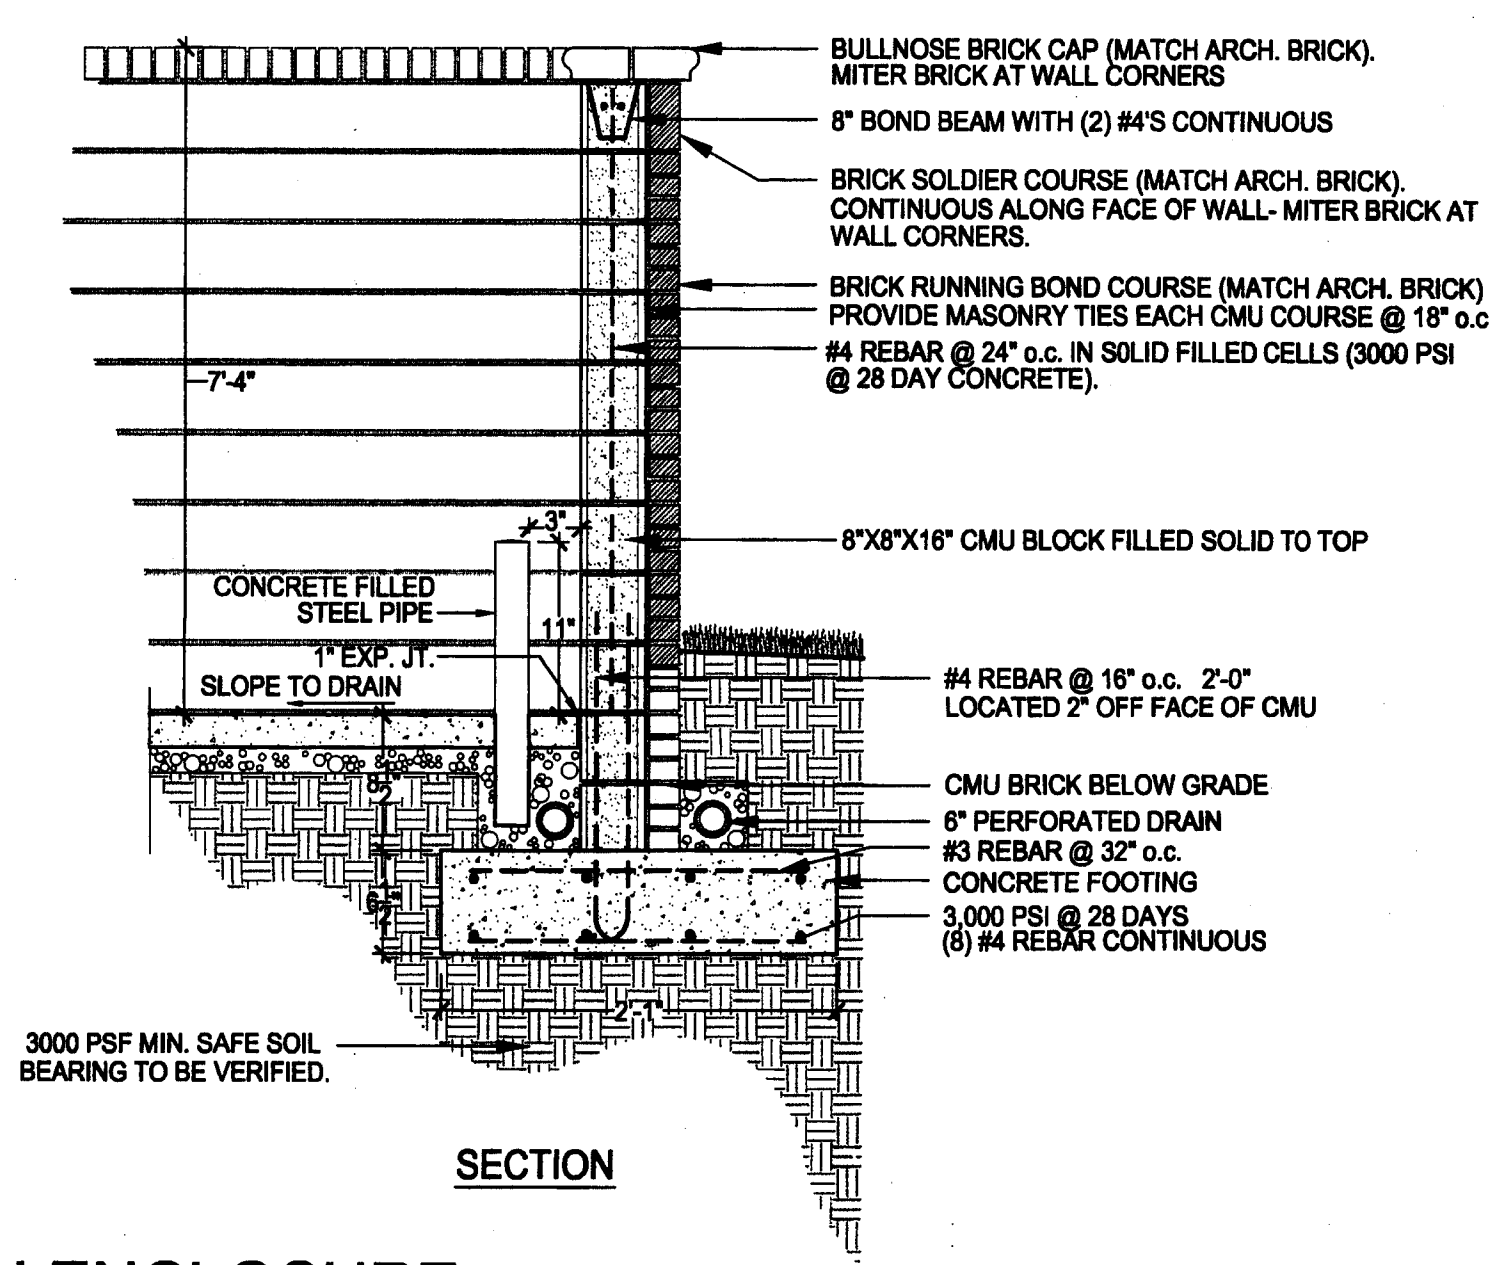 BULLNOSE BRICK CAP (MATCH ARCH. BRICK).
MITER BRICK AT WALL CORNERS
8" BOND BEAM WITH (2) #4'S CONTINUOUS
BRICK SOLDIER COURSE (MATCH ARCH. BRICK).
CONTINUOUS ALONG FACE OF WALL- MITER BRICK AT
WALL CORNERS.
BRICK RUNNING BOND COURSE (MATCH ARCH. BRICK)
PROVIDE MASONRY TIES EACH CMU COURSE @ 18" o.c
#4 REBAR @ 24" o.c. IN SOLID FILLED CELLS (3000 PSI
@ 28 DAY CONCRETE).
7'-4"
3"
8"X8"X16" CMU BLOCK FILLED SOLID TO TOP
CONCRETE FILLED
STEEL PIPE
11"
1" EXP. JT.
SLOPE TO DRAIN
#4 REBAR @ 16" o.c. 2'-0"
LOCATED 2" OFF FACE OF CMU
CMU BRICK BELOW GRADE
6" PERFORATED DRAIN
#3 REBAR @ 32" o.c.
CONCRETE FOOTING
3,000 PSI @ 28 DAYS
(8) #4 REBAR CONTINUOUS
2'-1"
3000 PSF MIN. SAFE SOIL
BEARING TO BE VERIFIED.
SECTION